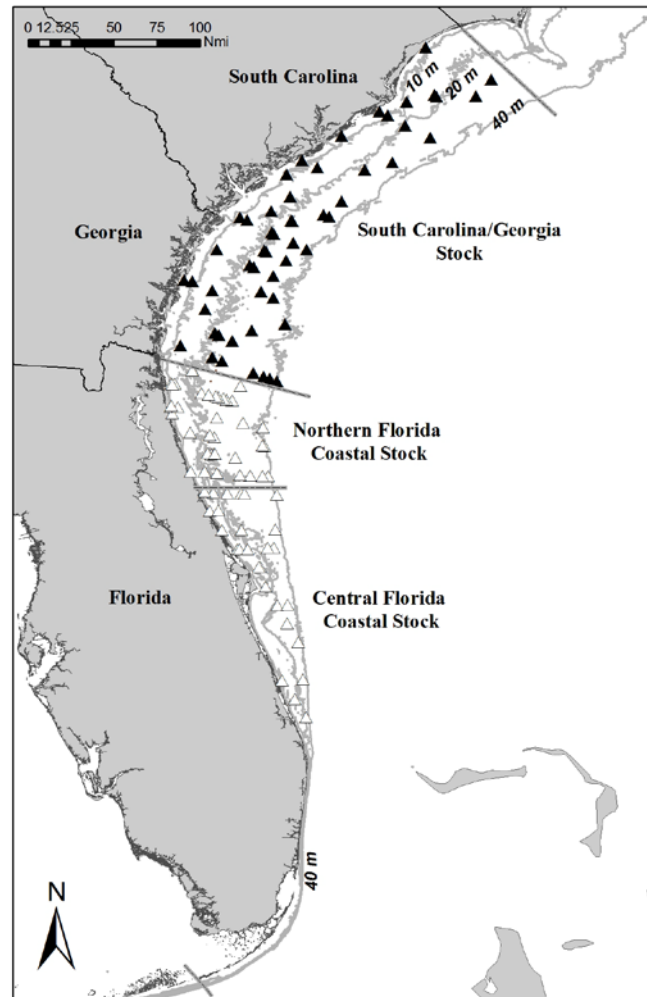 0 12.525 50 75 100
Nmi
South Carolina
10 m
20 m
40 m
Georgia
South Carolina/Georgia
Stock
Northern Florida
Coastal Stock
Florida
Central Florida
Coastal Stock
40 m
N